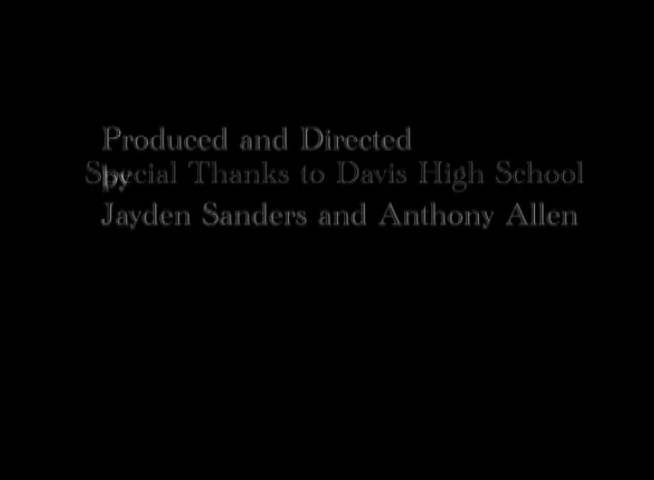 Produced and Directed
Special Thanks to Davis High School
by
Jayden Sanders and Anthony Allen